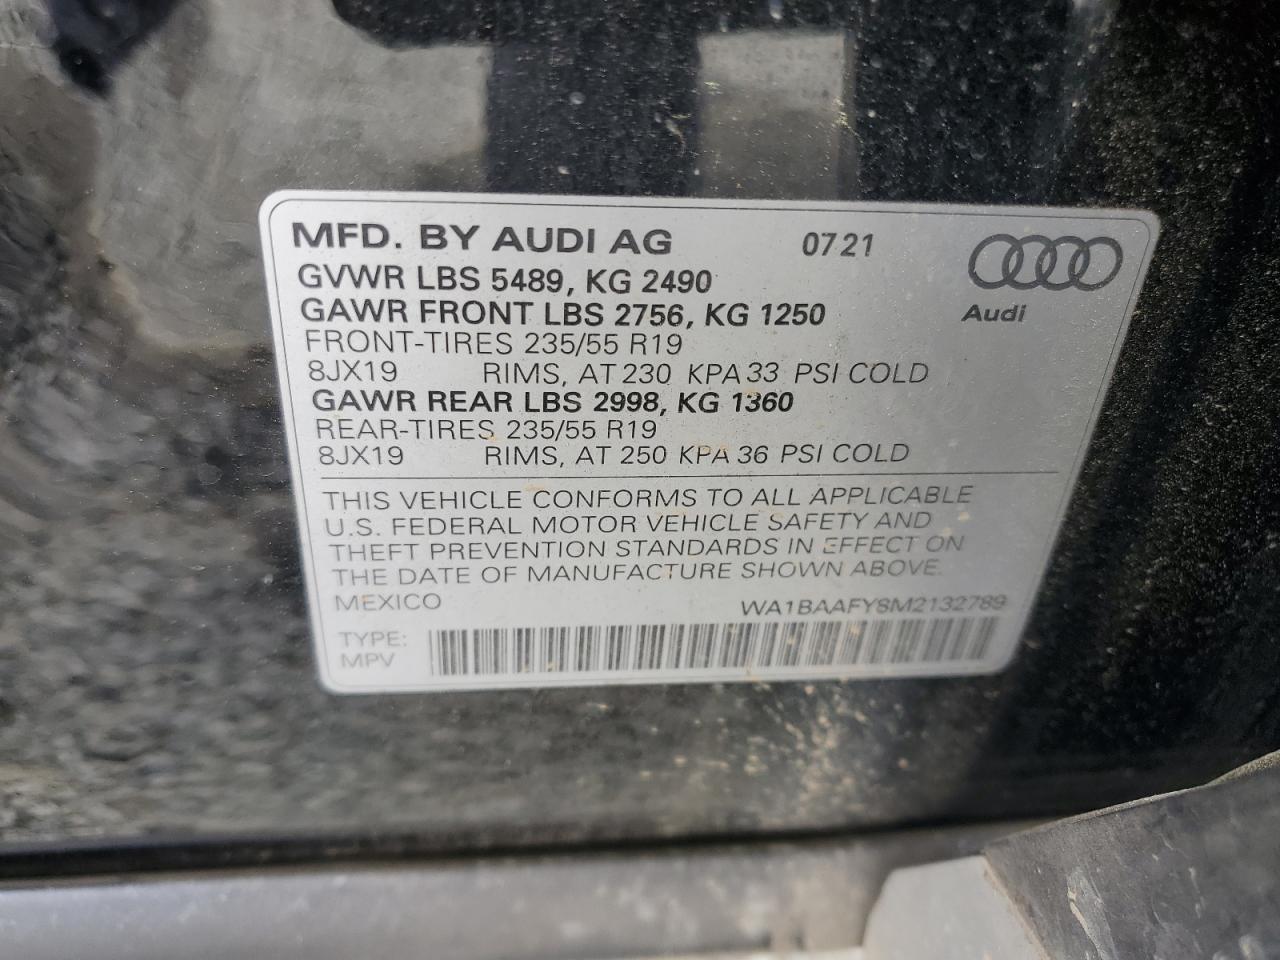 MFD. BY AUDI AG 07 21
GVWR LBS 5489, KG 2490
GAWR FRONT LBS 2756, KG 1250
Audi
FRONT-TIRES 235/55 R19
8JX19 RIMS, AT 230 KPA 33 PSI COLD
GAWR REAR LBS 2998, KG 1360
REAR-TIRES 235/55 R19
8JX19 RIMS, AT 250 KPA 36 PSI COLD
THIS VEHICLE CONFORMS TO ALL APPLICABLE
U.S. FEDERAL MOTOR VEHICLE SAFETY AND
THEFT PREVENTION STANDARDS IN EFFECT ON
THE DATE OF MANUFACTURE SHOWN ABOVE.
MEXICO WA1BAAFY8M2132789
TYPE:
MPV